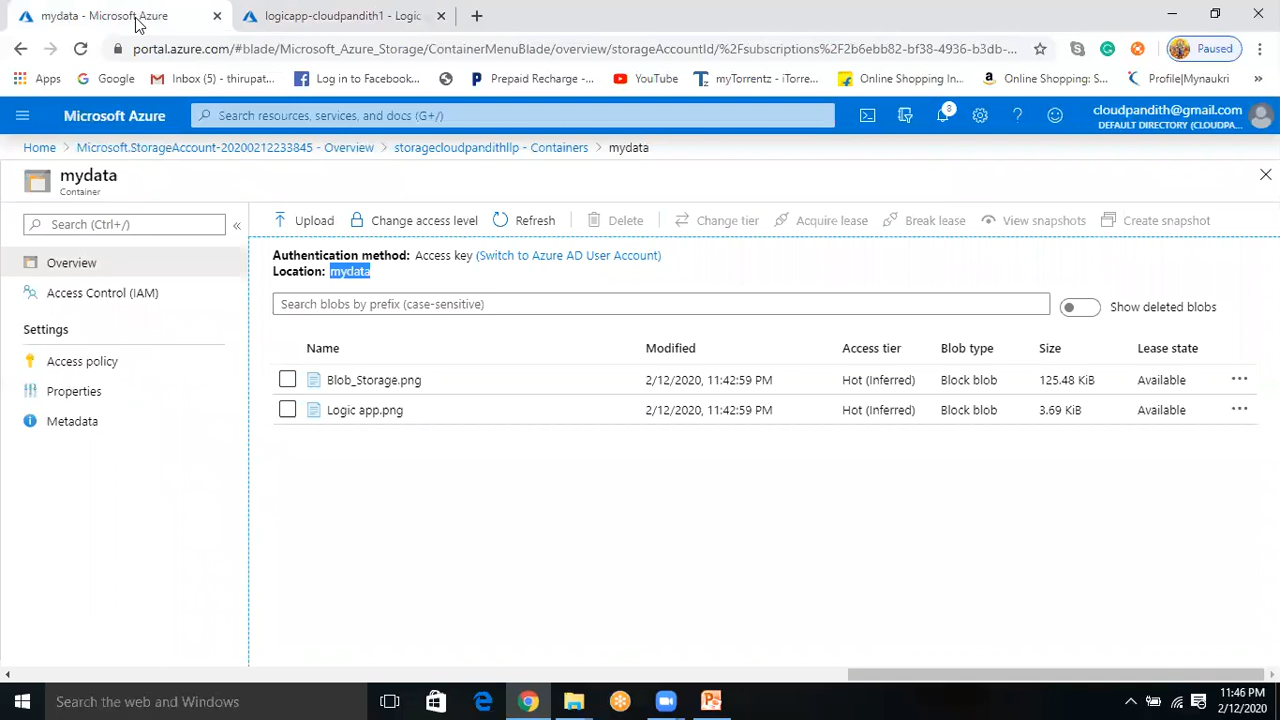 mydata - Microsoft Azure
logicapp-cloudpandith1 - Logic
portal.azure.com/#blade/Microsoft_Azure_Storage/ContainerMenuBlade/overview/storageAccountId/%2Fsubscriptions%2F2b6ebb82-bf38-4936-b3db-...
Paused
Apps
Google
Inbox (5) - thirupat...
Log in to Facebook...
Prepaid Recharge -...
YouTube
myTorrentz - iTorre...
Online Shopping In...
Online Shopping: S...
Profile|Mynaukri
»
Microsoft Azure
Search resources, services, and docs (G+/)
8
cloudpandith@gmail.com
DEFAULT DIRECTORY (CLOUDPA...
Home > Microsoft.StorageAccount-20200212233845 - Overview > storagecloudpandithllp - Containers > mydata
mydata
Container
Search (Ctrl+/)
«
Overview
Access Control (IAM)
Settings
Access policy
Properties
Metadata
Upload
Change access level
Refresh
Delete
Change tier
Acquire lease
Break lease
View snapshots
Create snapshot
Authentication method: Access key (Switch to Azure AD User Account)
Location: mydata
Search blobs by prefix (case-sensitive)
Show deleted blobs
Name Modified Access tier Blob type Size Lease state
Blob_Storage.png 2/12/2020, 11:42:59 PM Hot (Inferred) Block blob 125.48 KiB Available ...
Logic app.png 2/12/2020, 11:42:59 PM Hot (Inferred) Block blob 3.69 KiB Available ...
Search the web and Windows
11:46 PM
2/12/2020